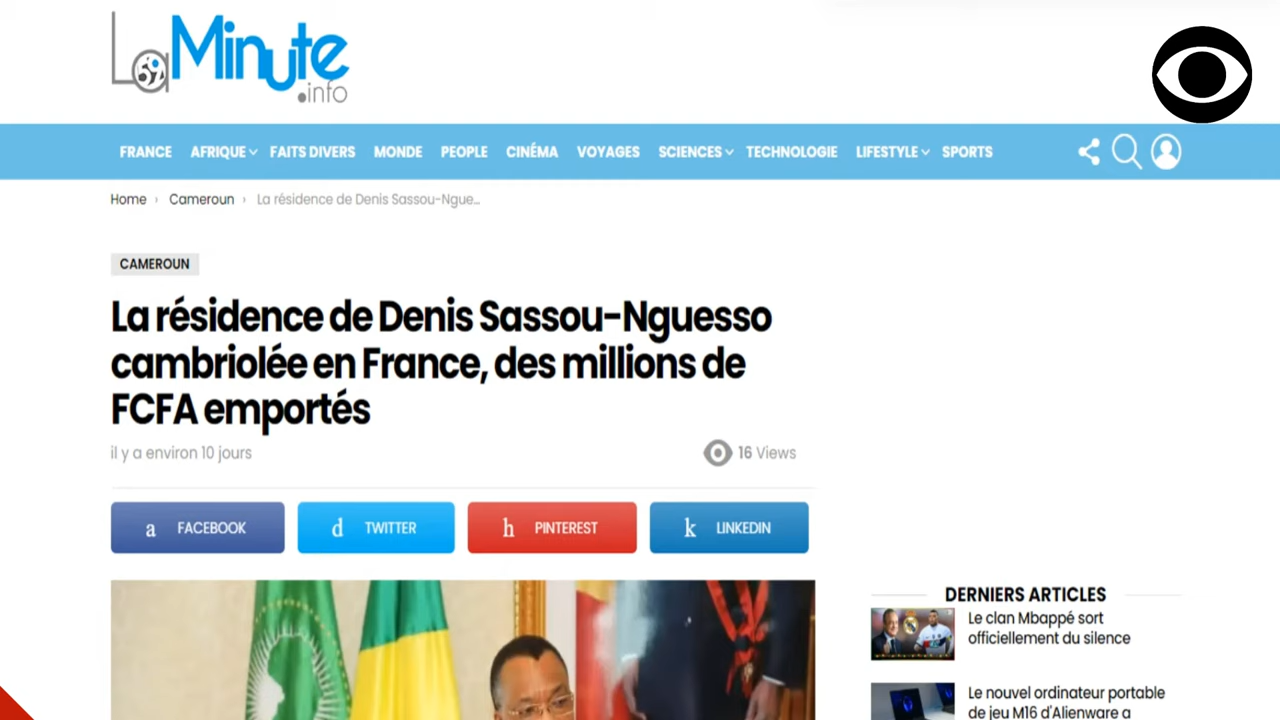 La Minute
.info
FRANCE AFRIQUE FAITS DIVERS MONDE PEOPLE CINÉMA VOYAGES SCIENCES TECHNOLOGIE LIFESTYLE SPORTS
Home › Cameroun › La résidence de Denis Sassou-Ngue...
CAMEROUN
La résidence de Denis Sassou-Nguesso
cambriolée en France, des millions de
FCFA emportés
il y a environ 10 jours
16 Views
a FACEBOOK d TWITTER h PINTEREST k LINKEDIN
DERNIERS ARTICLES
Le clan Mbappé sort
officiellement du silence
Le nouvel ordinateur portable
de jeu M16 d'Alienware a